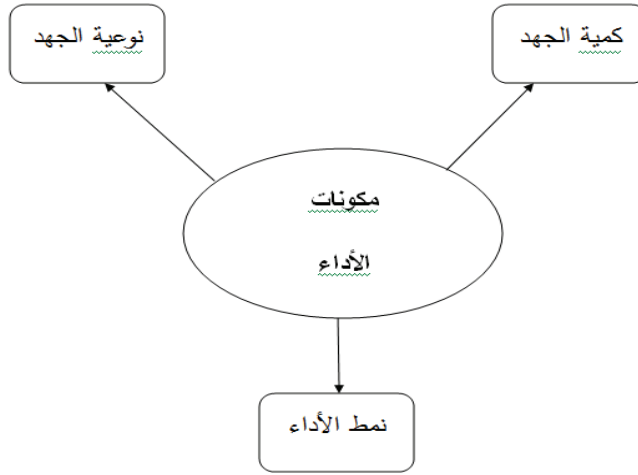 كمية الجهد
نوعية الجهد
مكونات
الأداء
نمط الأداء